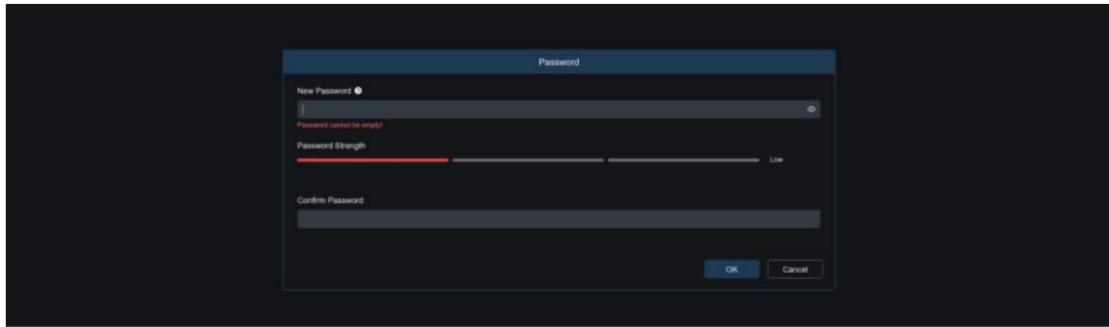 Password
New Password
Password cannot be empty!
Password Strength
Low
Confirm Password
OK
Cancel